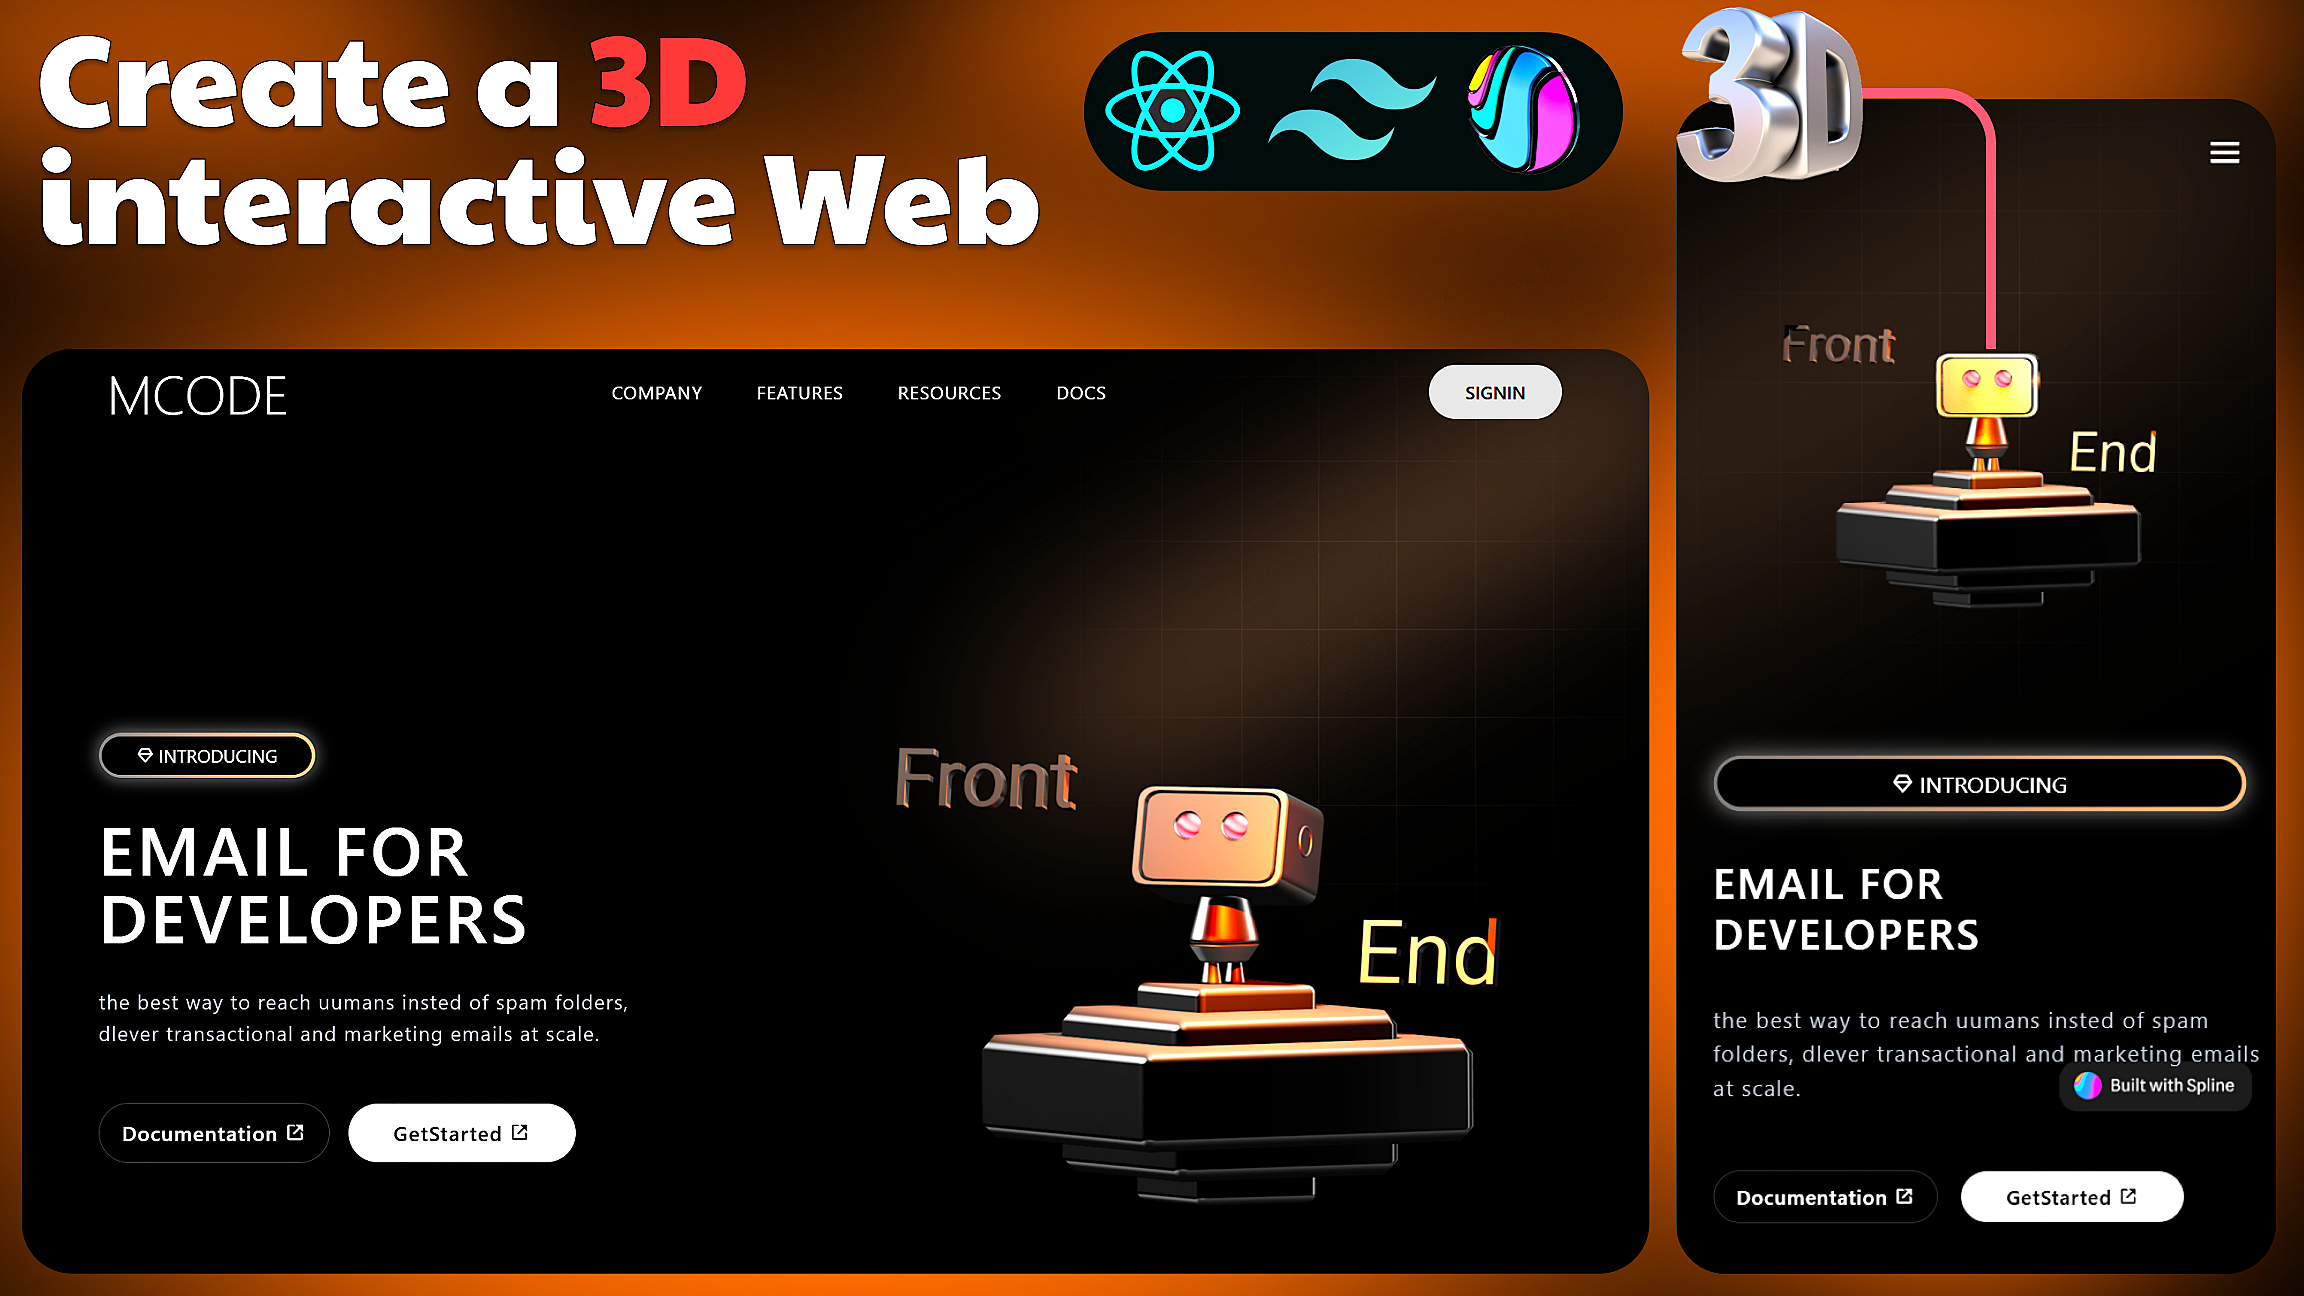 Create a 3D
interactive Web
3D
MCODE
COMPANY FEATURES RESOURCES DOCS
SIGNIN
INTRODUCING
EMAIL FOR
DEVELOPERS
the best way to reach uumans insted of spam folders,
dlever transactional and marketing emails at scale.
Documentation
GetStarted
Front
End
Front
End
INTRODUCING
EMAIL FOR
DEVELOPERS
the best way to reach uumans insted of spam
folders, dlever transactional and marketing emails
at scale.
Built with Spline
Documentation
GetStarted